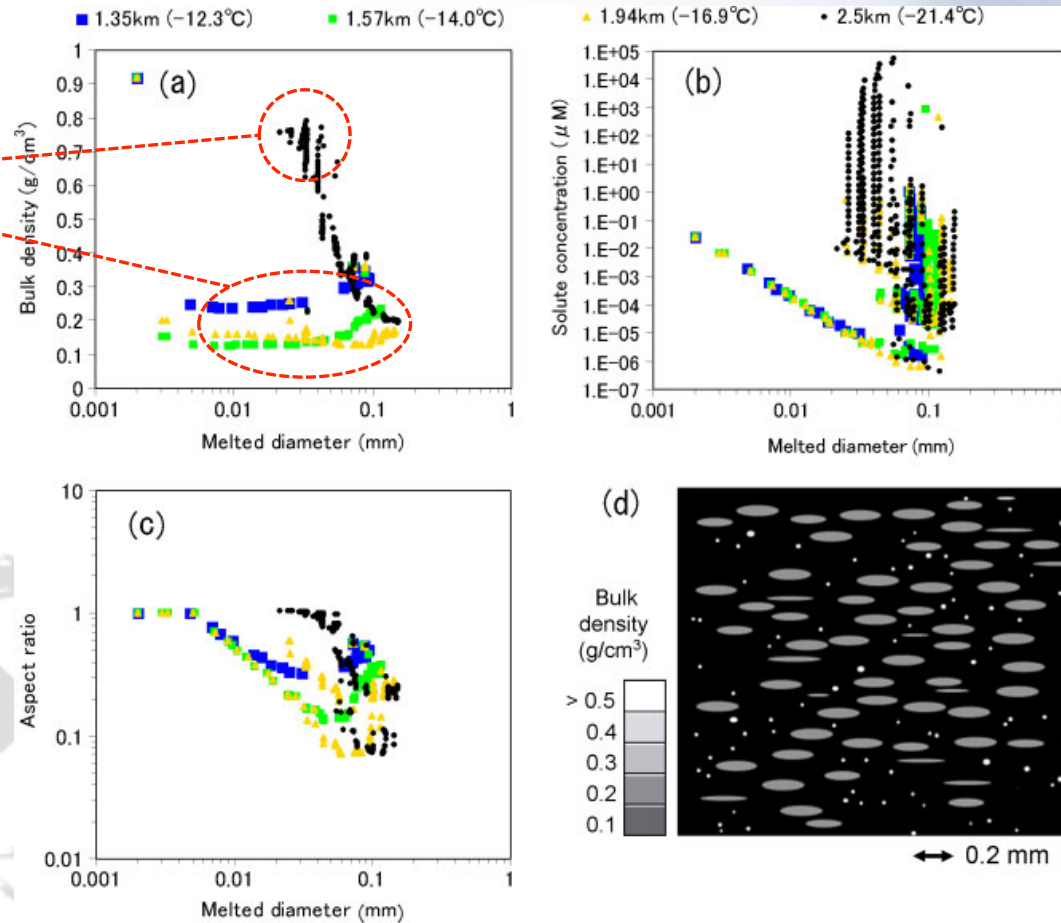 1.35km (−12.3℃) 1.57km (−14.0℃) 1.94km (−16.9℃) 2.5km (−21.4℃)
(a)
Bulk density (g/cm³)
1
0.9
0.8
0.7
0.6
0.5
0.4
0.3
0.2
0.1
0
0.001 0.01 0.1 1
Melted diameter (mm)
(b)
Solute concentration (μM)
1.E+05
1.E+04
1.E+03
1.E+02
1.E+01
1.E+00
1.E-01
1.E-02
1.E-03
1.E-04
1.E-05
1.E-06
1.E-07
0.001 0.01 0.1
Melted diameter (mm)
(c)
Aspect ratio
10
1
0.1
0.01
0.001 0.01 0.1 1
Melted diameter (mm)
(d)
Bulk
density
(g/cm³)
> 0.5
0.4
0.3
0.2
0.1
0.2 mm